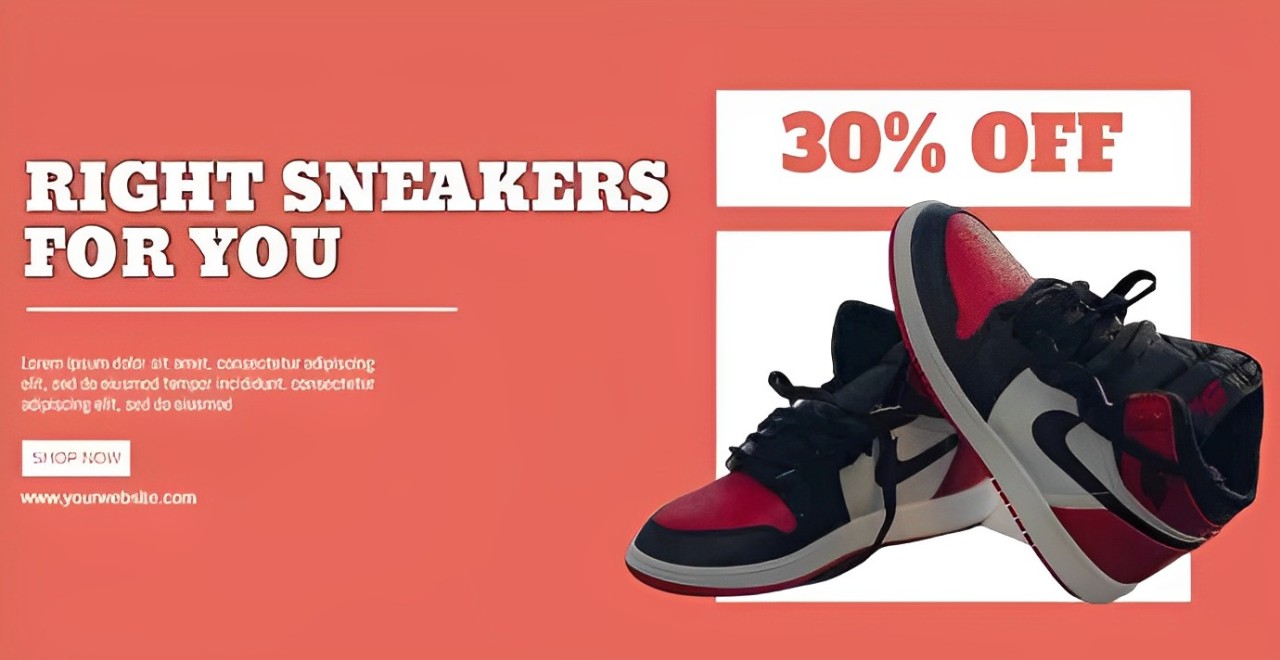 RIGHT SNEAKERS
FOR YOU
30% OFF
Lorem ipsum dolor sit amet, consectetur adipiscing
elit, sed do eiusmod tempor incididunt, consectetur
adipiscing elit, sed do eiusmod
SHOP NOW
www.yourwebsite.com